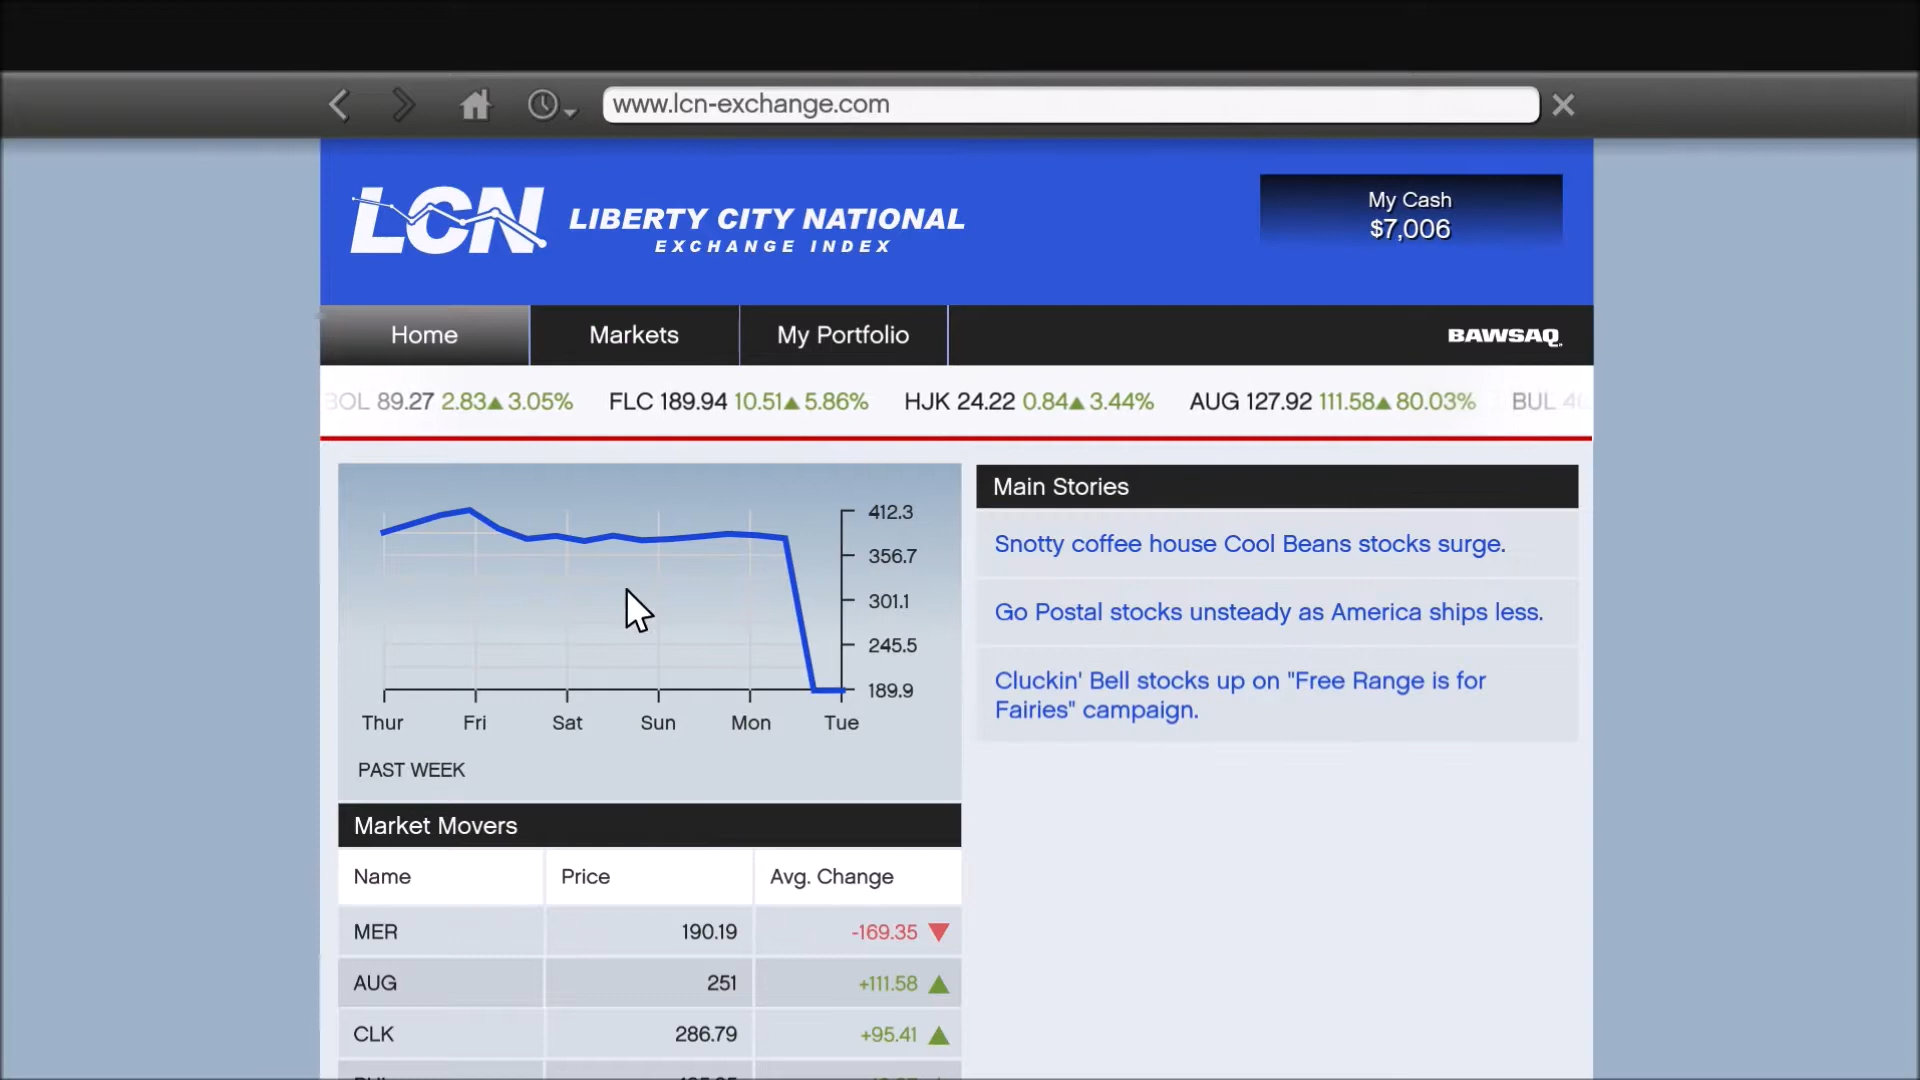 www.lcn-exchange.com
LCN
LIBERTY CITY NATIONAL
EXCHANGE INDEX
My Cash
$7,006
Home
Markets
My Portfolio
BAWSAQ
BOL 89.27 2.83▲3.05% FLC 189.94 10.51▲5.86% HJK 24.22 0.84▲3.44% AUG 127.92 111.58▲80.03% BUL
412.3
356.7
301.1
245.5
189.9
Thur Fri Sat Sun Mon Tue
PAST WEEK
Main Stories
Snotty coffee house Cool Beans stocks surge.
Go Postal stocks unsteady as America ships less.
Cluckin' Bell stocks up on "Free Range is for
Fairies" campaign.
Market Movers
Name Price Avg. Change
MER 190.19 -169.35 ▼
AUG 251 +111.58 ▲
CLK 286.79 +95.41 ▲